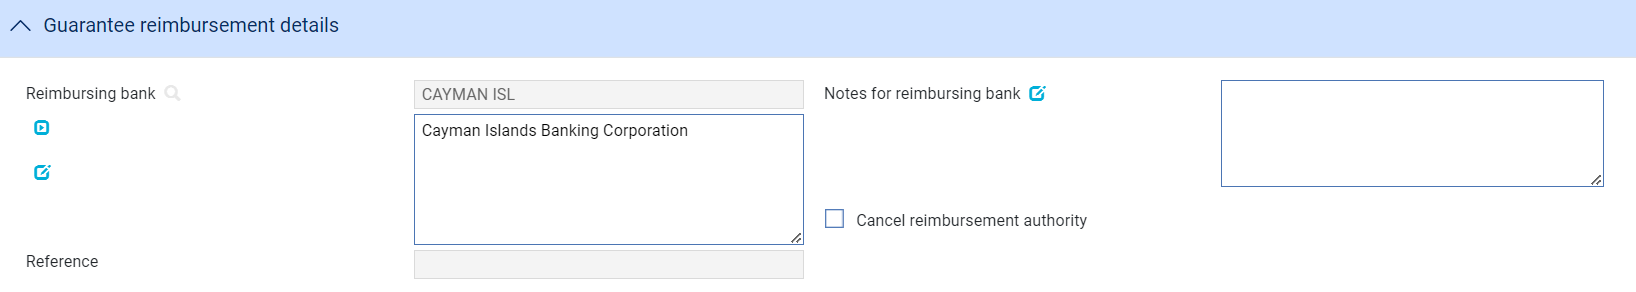 Guarantee reimbursement details
Reimbursing bank
CAYMAN ISL
Cayman Islands Banking Corporation
Reference
Notes for reimbursing bank
Cancel reimbursement authority